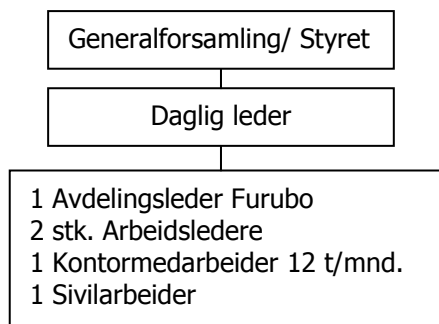 Generalforsamling/ Styret
Daglig leder
1 Avdelingsleder Furubo
2 stk. Arbeidsledere
1 Kontormedarbeider 12 t/mnd.
1 Sivilarbeider